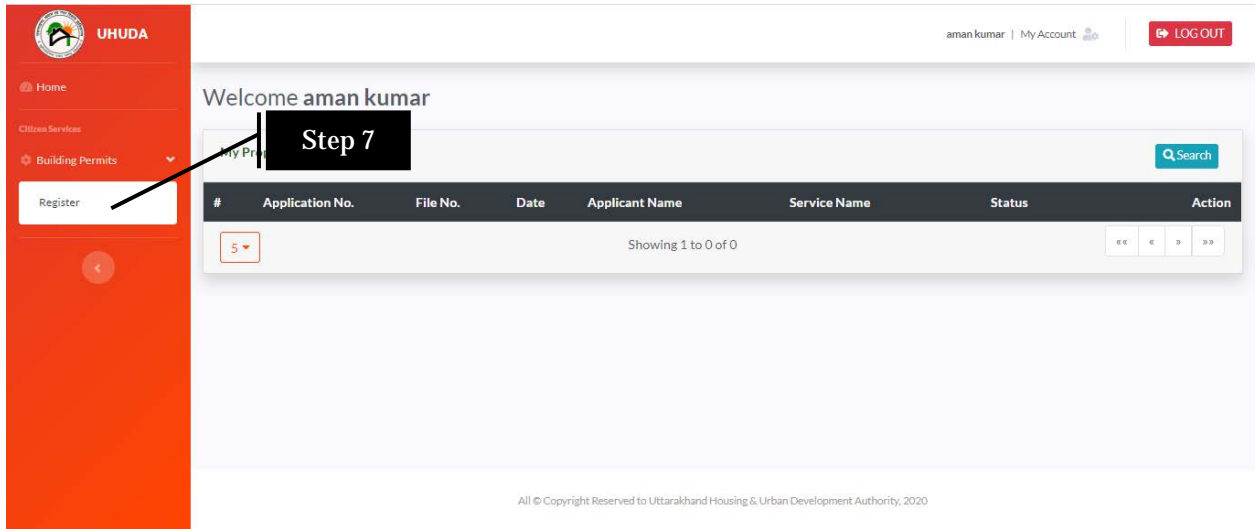 UHUDA
aman kumar | My Account
LOG OUT
Home
Welcome aman kumar
Citizen Services
Step 7
My
Search
Building Permits
Register
# Application No. File No. Date Applicant Name Service Name Status Action
5 Showing 1 to 0 of 0 «« « » »»
All © Copyright Reserved to Uttarakhand Housing & Urban Development Authority, 2020